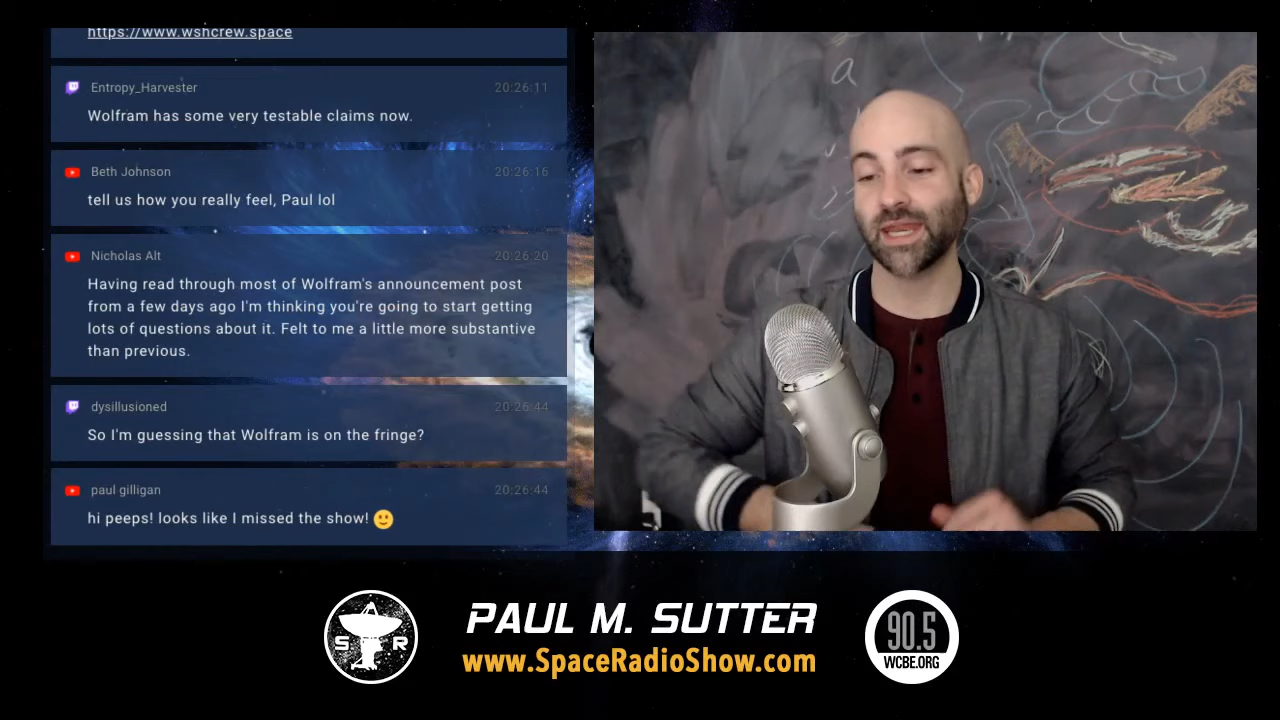 https://www.wshcrew.space
Entropy_Harvester 20:26:11
Wolfram has some very testable claims now.
Beth Johnson 20:26:16
tell us how you really feel, Paul lol
Nicholas Alt 20:26:20
Having read through most of Wolfram's announcement post
from a few days ago I'm thinking you're going to start getting
lots of questions about it. Felt to me a little more substantive
than previous.
dysillusioned 20:26:44
So I'm guessing that Wolfram is on the fringe?
paul gilligan 20:26:44
hi peeps! looks like I missed the show! 🙂
a
S R
PAUL M. SUTTER
www.SpaceRadioShow.com
90.5
WCBE.ORG